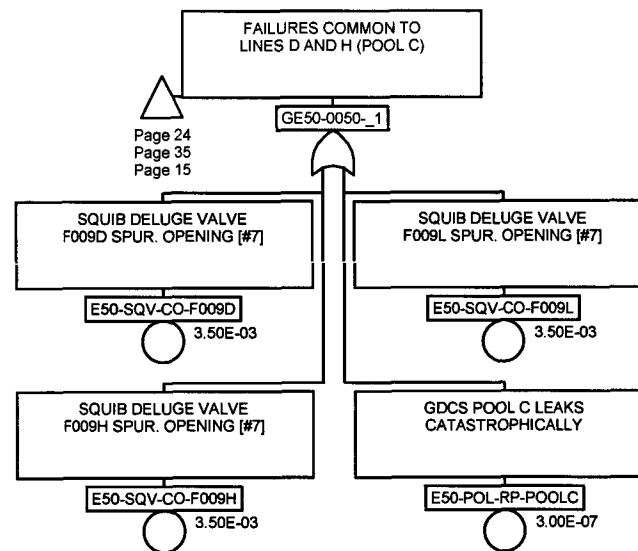 FAILURES COMMON TO
LINES D AND H (POOL C)
GE50-0050-_1
Page 24
Page 35
Page 15
SQUIB DELUGE VALVE
F009D SPUR. OPENING [#7]
E50-SQV-CO-F009D
3.50E-03
SQUIB DELUGE VALVE
F009L SPUR. OPENING [#7]
E50-SQV-CO-F009L
3.50E-03
SQUIB DELUGE VALVE
F009H SPUR. OPENING [#7]
E50-SQV-CO-F009H
3.50E-03
GDCS POOL C LEAKS
CATASTROPHICALLY
E50-POL-RP-POOLC
3.00E-07